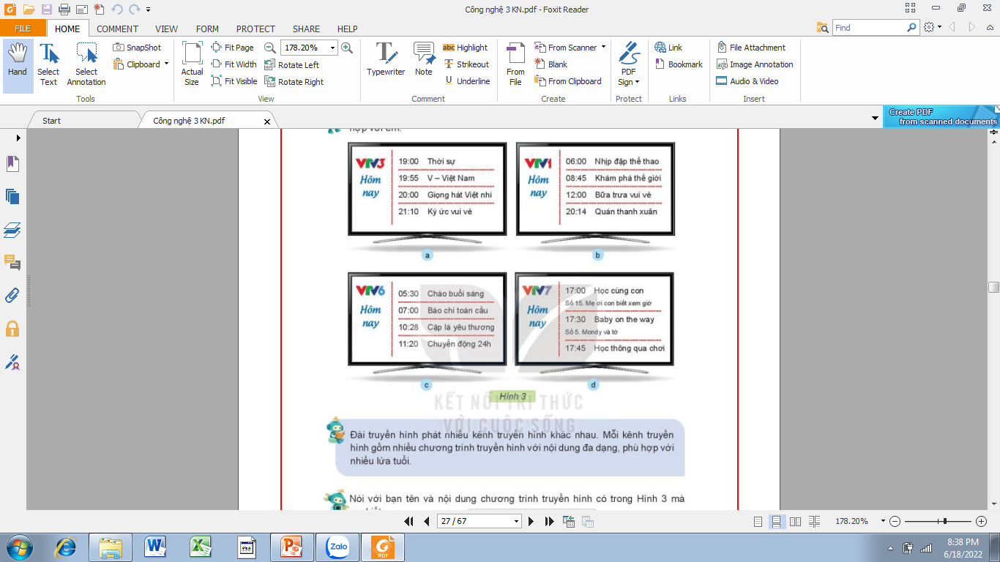 Công nghệ 3 KN.pdf - Foxit Reader
FILE HOME COMMENT VIEW FORM PROTECT SHARE HELP
Find
Hand
Select Text
Select Annotation
SnapShot
Clipboard
Tools
Actual Size
Fit Page
Fit Width
Fit Visible
178.20%
Rotate Left
Rotate Right
View
Typewriter
Note
abc Highlight
T Strikeout
U Underline
Comment
From File
From Scanner
Blank
From Clipboard
Create
PDF Sign
Protect
Link
Bookmark
Links
File Attachment
Image Annotation
Audio & Video
Insert
Start
Công nghệ 3 KN.pdf
Create PDF
from scanned documents
hợp với em.
VTV3
Hôm nay
19:00 Thời sự
19:55 V – Việt Nam
20:00 Giọng hát Việt nhí
21:10 Ký ức vui vẻ
a
VTV1
Hôm nay
06:00 Nhịp đập thể thao
08:45 Khám phá thế giới
12:00 Bữa trưa vui vẻ
20:14 Quán thanh xuân
b
VTV6
Hôm nay
05:30 Chào buổi sáng
07:00 Báo chí toàn cầu
10:28 Cặp lá yêu thương
11:20 Chuyển động 24h
c
VTV7
Hôm nay
17:00 Học cùng con
Số 15. Mẹ ơi con biết xem giờ
17:30 Baby on the way
Số 5. Mondy và tớ
17:45 Học thông qua chơi
d
Hình 3
KẾT NỐI TRI THỨC
VỚI CUỘC SỐNG
Đài truyền hình phát nhiều kênh truyền hình khác nhau. Mỗi kênh truyền
hình gồm nhiều chương trình truyền hình với nội dung đa dạng, phù hợp với
nhiều lứa tuổi.
Nói với bạn tên và nội dung chương trình truyền hình có trong Hình 3 mà
27 / 67
178.20%
Zalo
PDF
8:38 PM
6/18/2022